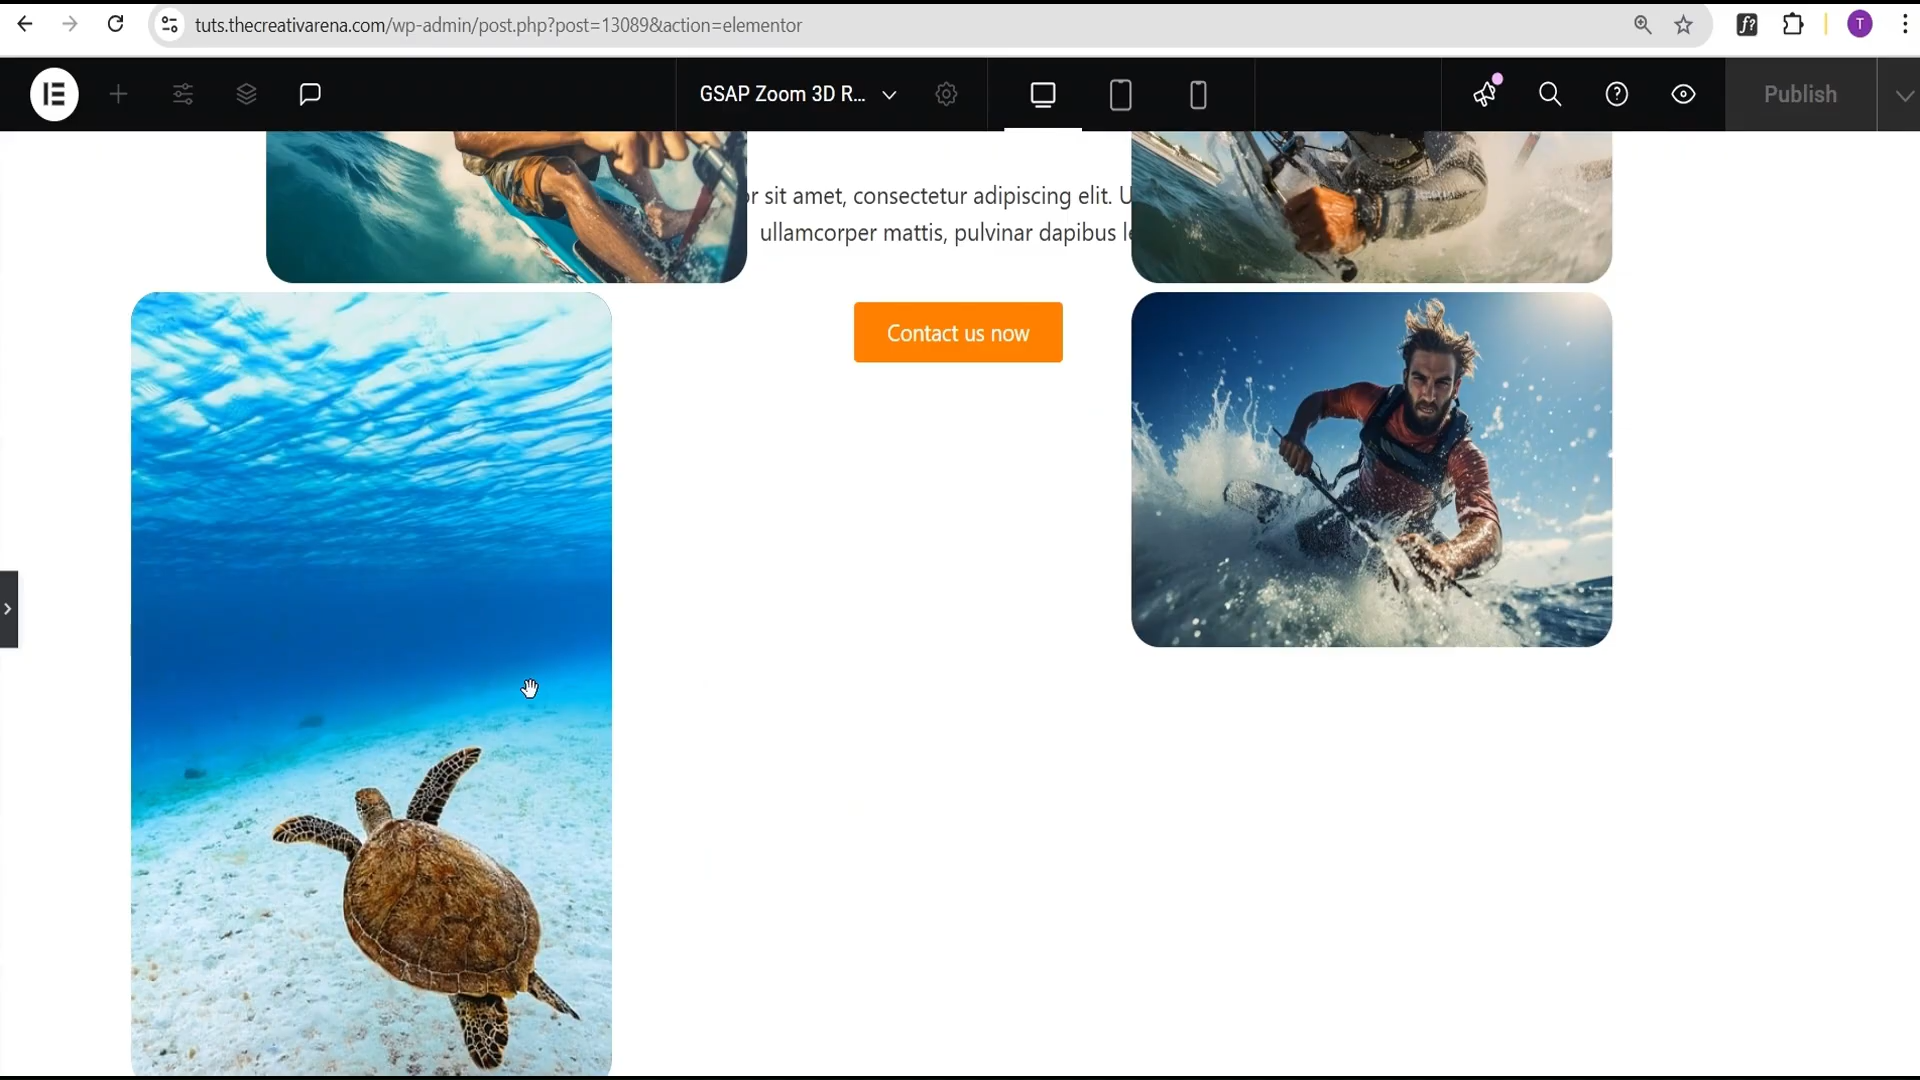 tuts.thecreativarena.com/wp-admin/post.php?post=13089&action=elementor
T
GSAP Zoom 3D R...
Publish
r sit amet, consectetur adipiscing elit. U
ullamcorper mattis, pulvinar dapibus le
Contact us now